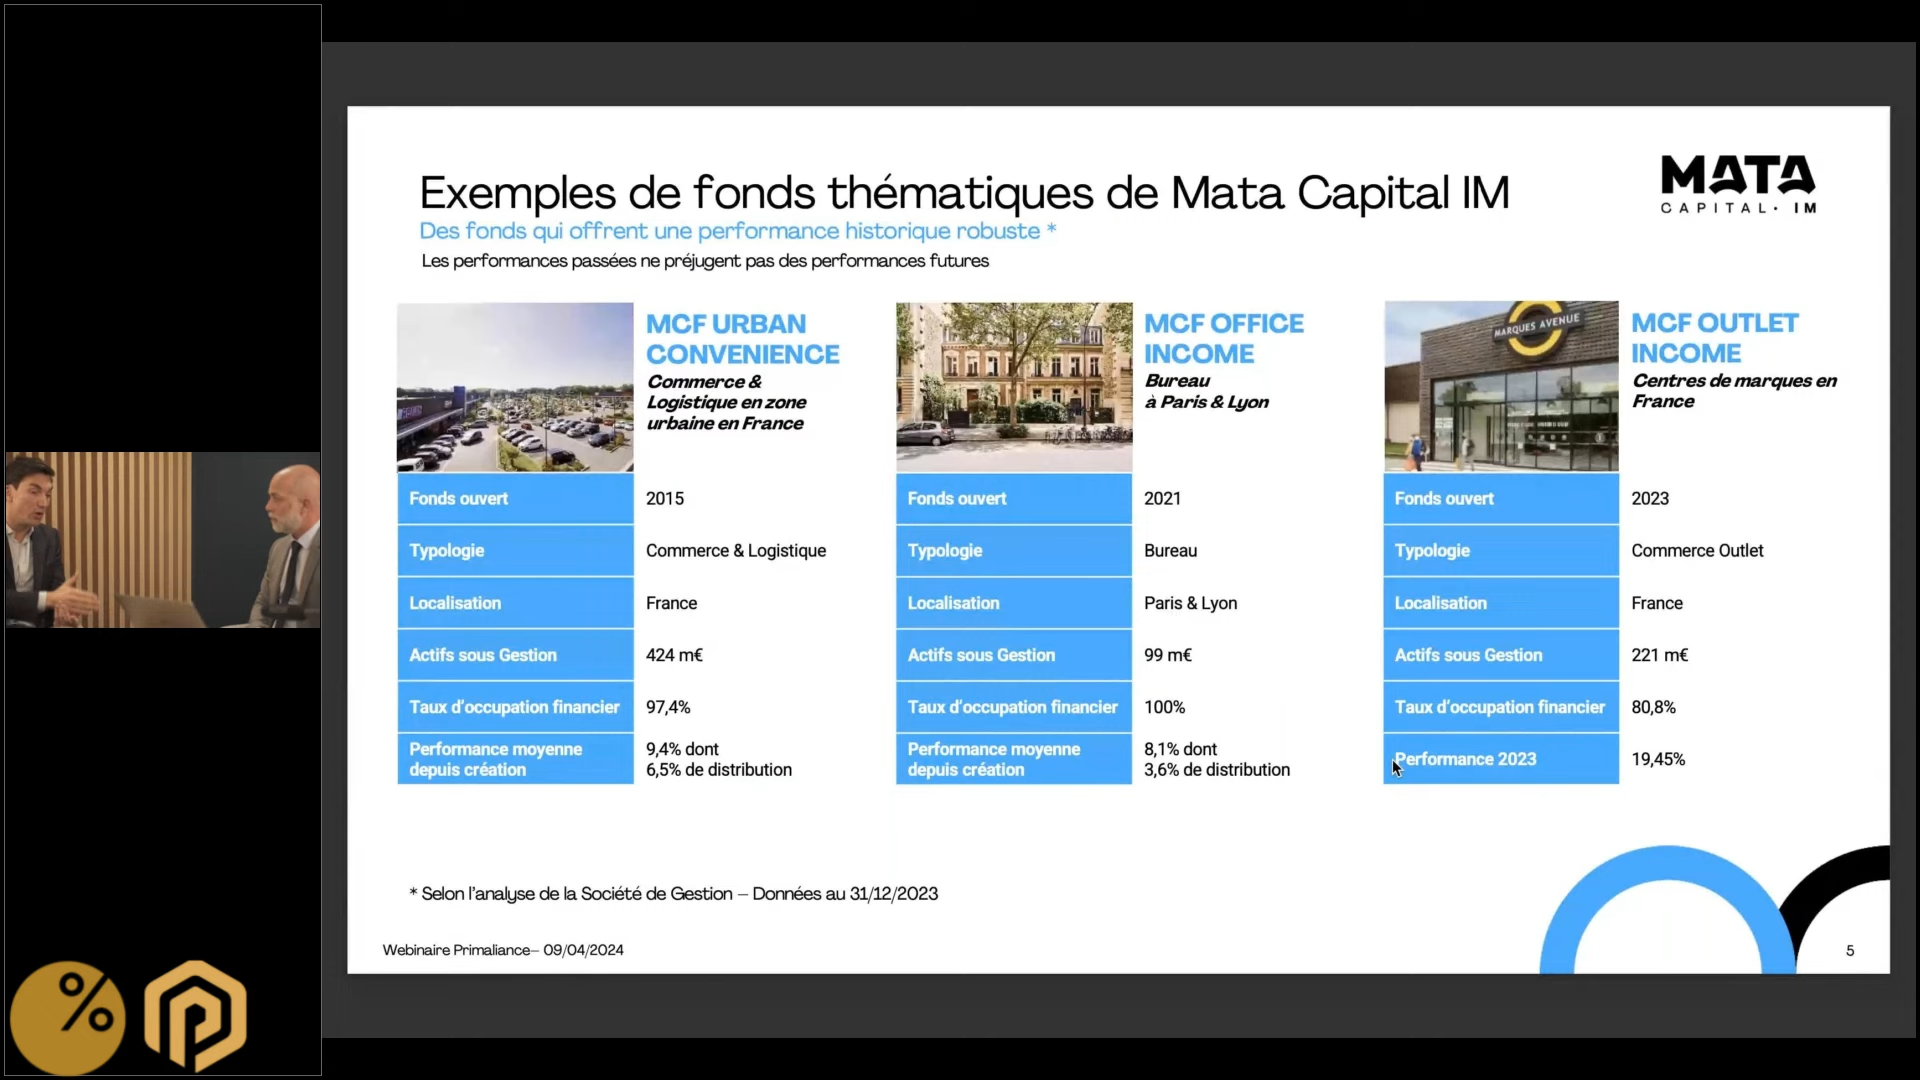 Exemples de fonds thématiques de Mata Capital IM
Des fonds qui offrent une performance historique robuste *
Les performances passées ne préjugent pas des performances futures
MATA
CAPITAL· IM
MCF URBAN
CONVENIENCE
Commerce &
Logistique en zone
urbaine en France
Fonds ouvert 2015
Typologie Commerce & Logistique
Localisation France
Actifs sous Gestion 424 m€
Taux d’occupation financier 97,4%
Performance moyenne
depuis création
9,4% dont
6,5% de distribution
MCF OFFICE
INCOME
Bureau
à Paris & Lyon
Fonds ouvert 2021
Typologie Bureau
Localisation Paris & Lyon
Actifs sous Gestion 99 m€
Taux d’occupation financier 100%
Performance moyenne
depuis création
8,1% dont
3,6% de distribution
MARQUES AVENUE
MCF OUTLET
INCOME
Centres de marques en
France
Fonds ouvert 2023
Typologie Commerce Outlet
Localisation France
Actifs sous Gestion 221 m€
Taux d’occupation financier 80,8%
Performance 2023 19,45%
* Selon l’analyse de la Société de Gestion – Données au 31/12/2023
Webinaire Primaliance– 09/04/2024
5
%